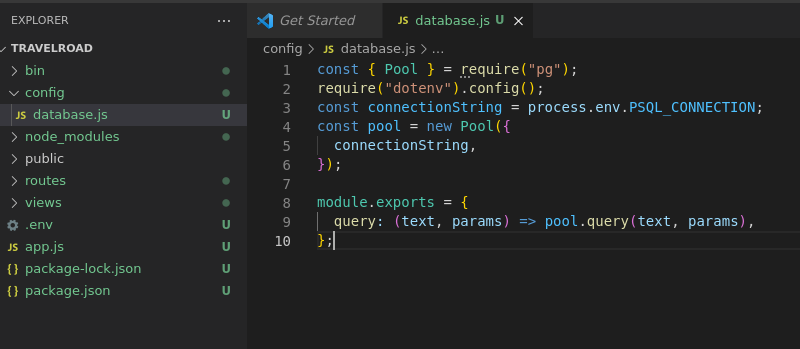 EXPLORER ...
TRAVELROAD
bin
config
JS database.js U
node_modules
public
routes
views
.env U
JS app.js U
{} package-lock.json U
{} package.json U
Get Started
JS database.js U ×
config > JS database.js > ...
1 const { Pool } = require("pg");
2 require("dotenv").config();
3 const connectionString = process.env.PSQL_CONNECTION;
4 const pool = new Pool({
5 connectionString,
6 });
7
8 module.exports = {
9 query: (text, params) => pool.query(text, params),
10 };